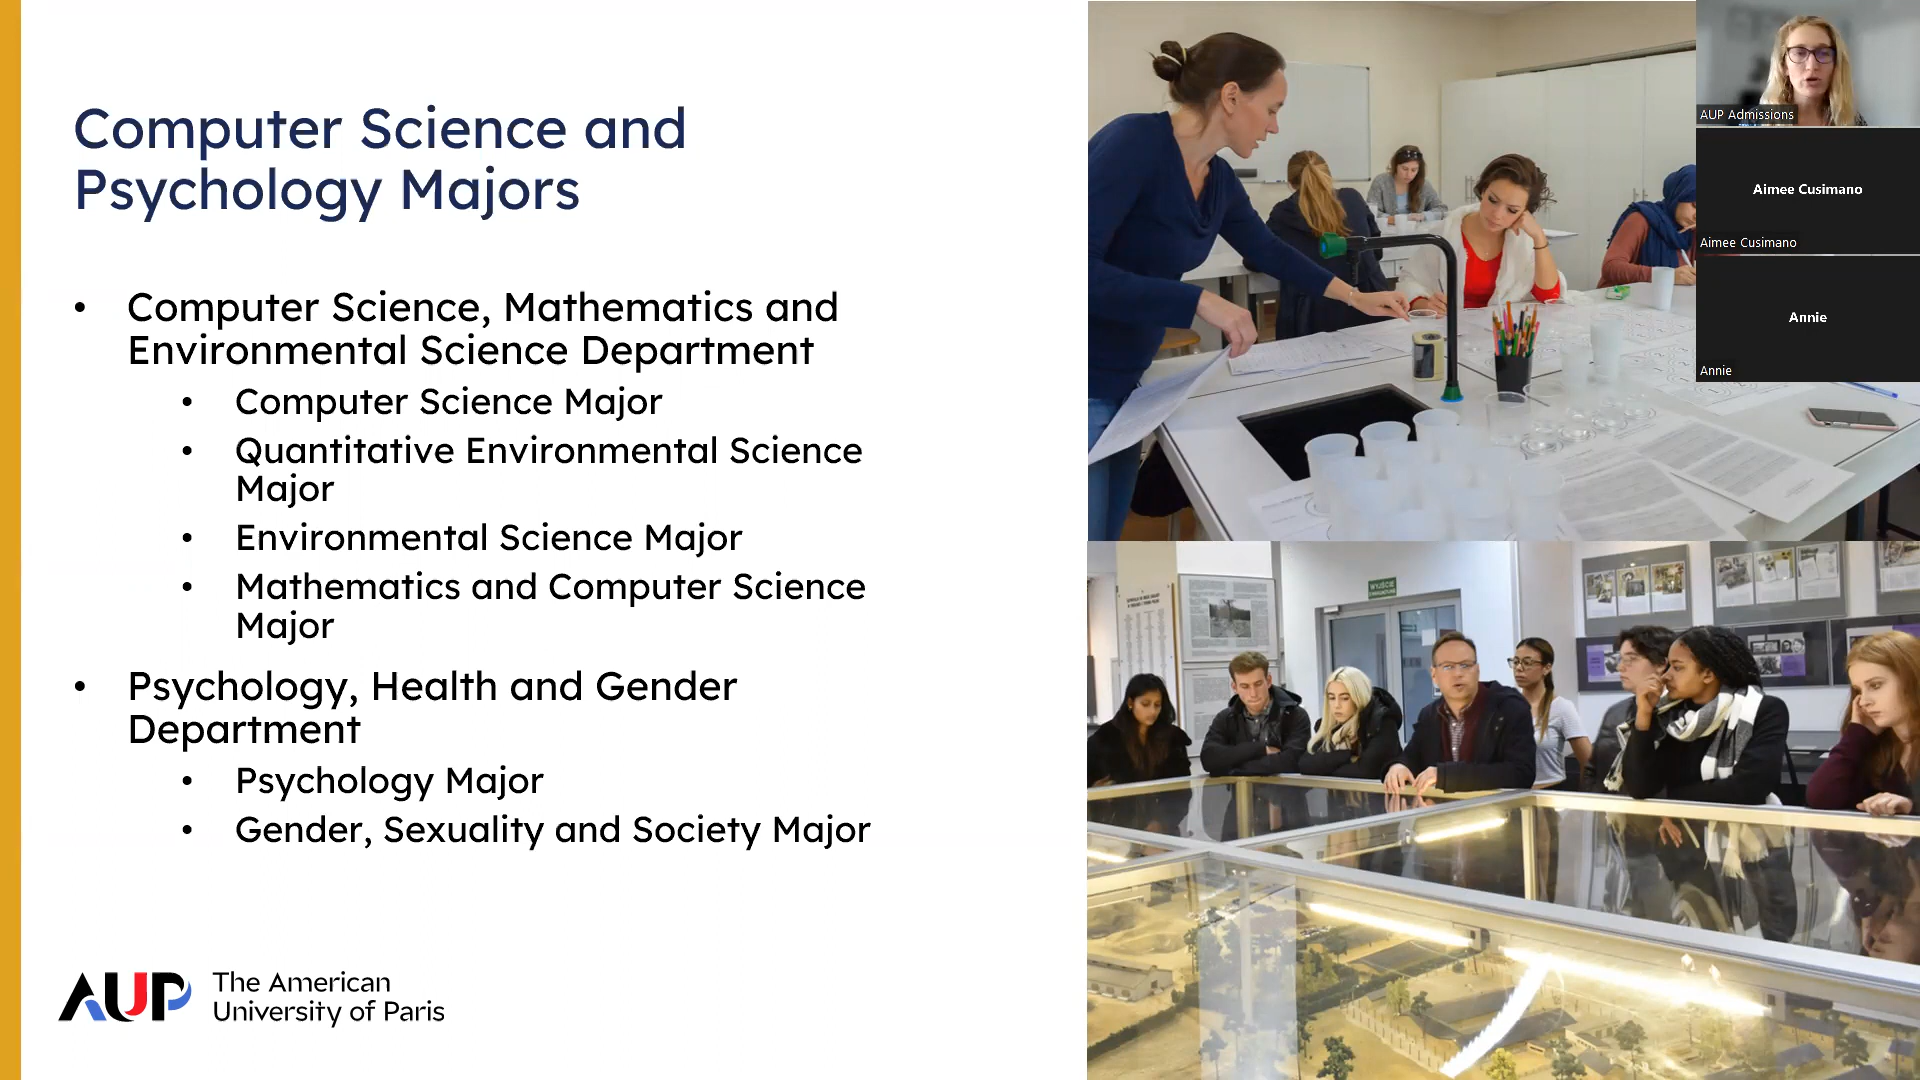 Computer Science and
Psychology Majors
• Computer Science, Mathematics and
Environmental Science Department
• Computer Science Major
• Quantitative Environmental Science
Major
• Environmental Science Major
• Mathematics and Computer Science
Major
• Psychology, Health and Gender
Department
• Psychology Major
• Gender, Sexuality and Society Major
AUP The American
University of Paris
AUP Admissions
Aimee Cusimano
Aimee Cusimano
Annie
Annie
WYJŚCIE